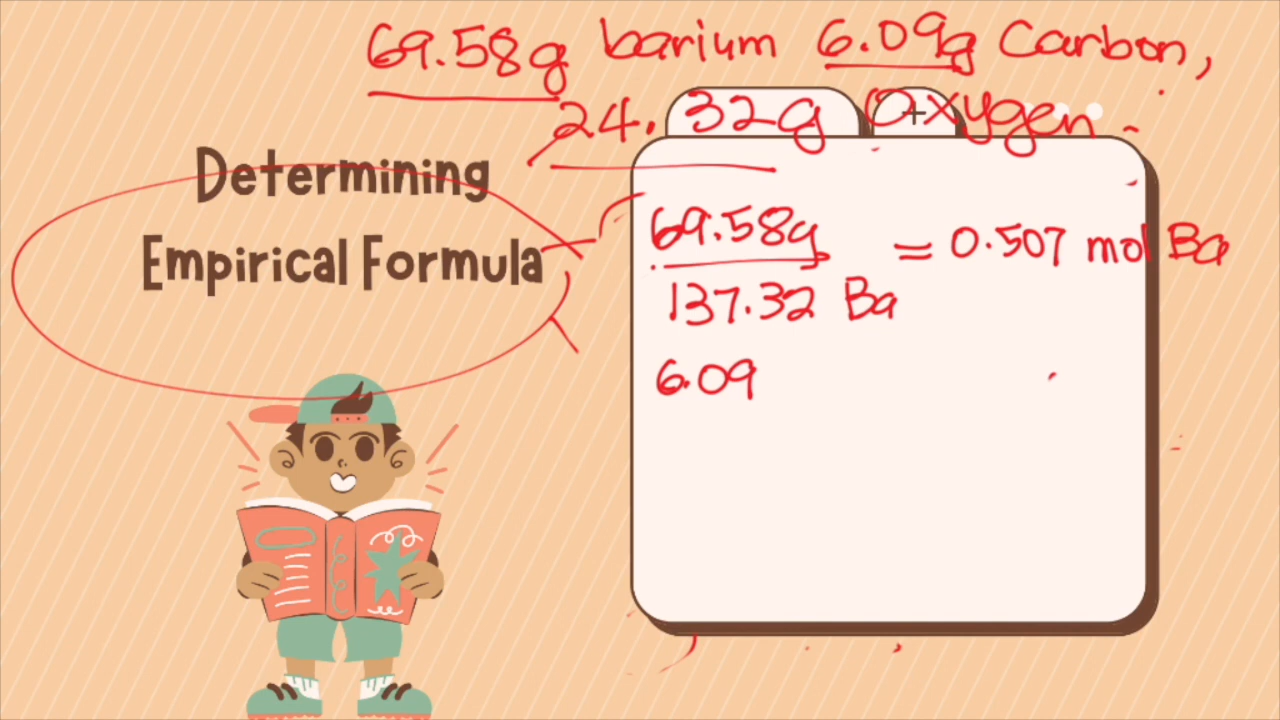 69.58g barium 6.09g Carbon,
24.32g Oxygen.
Determining
Empirical Formula
69.58g = 0.507 mol Ba
137.32 Ba
6.09